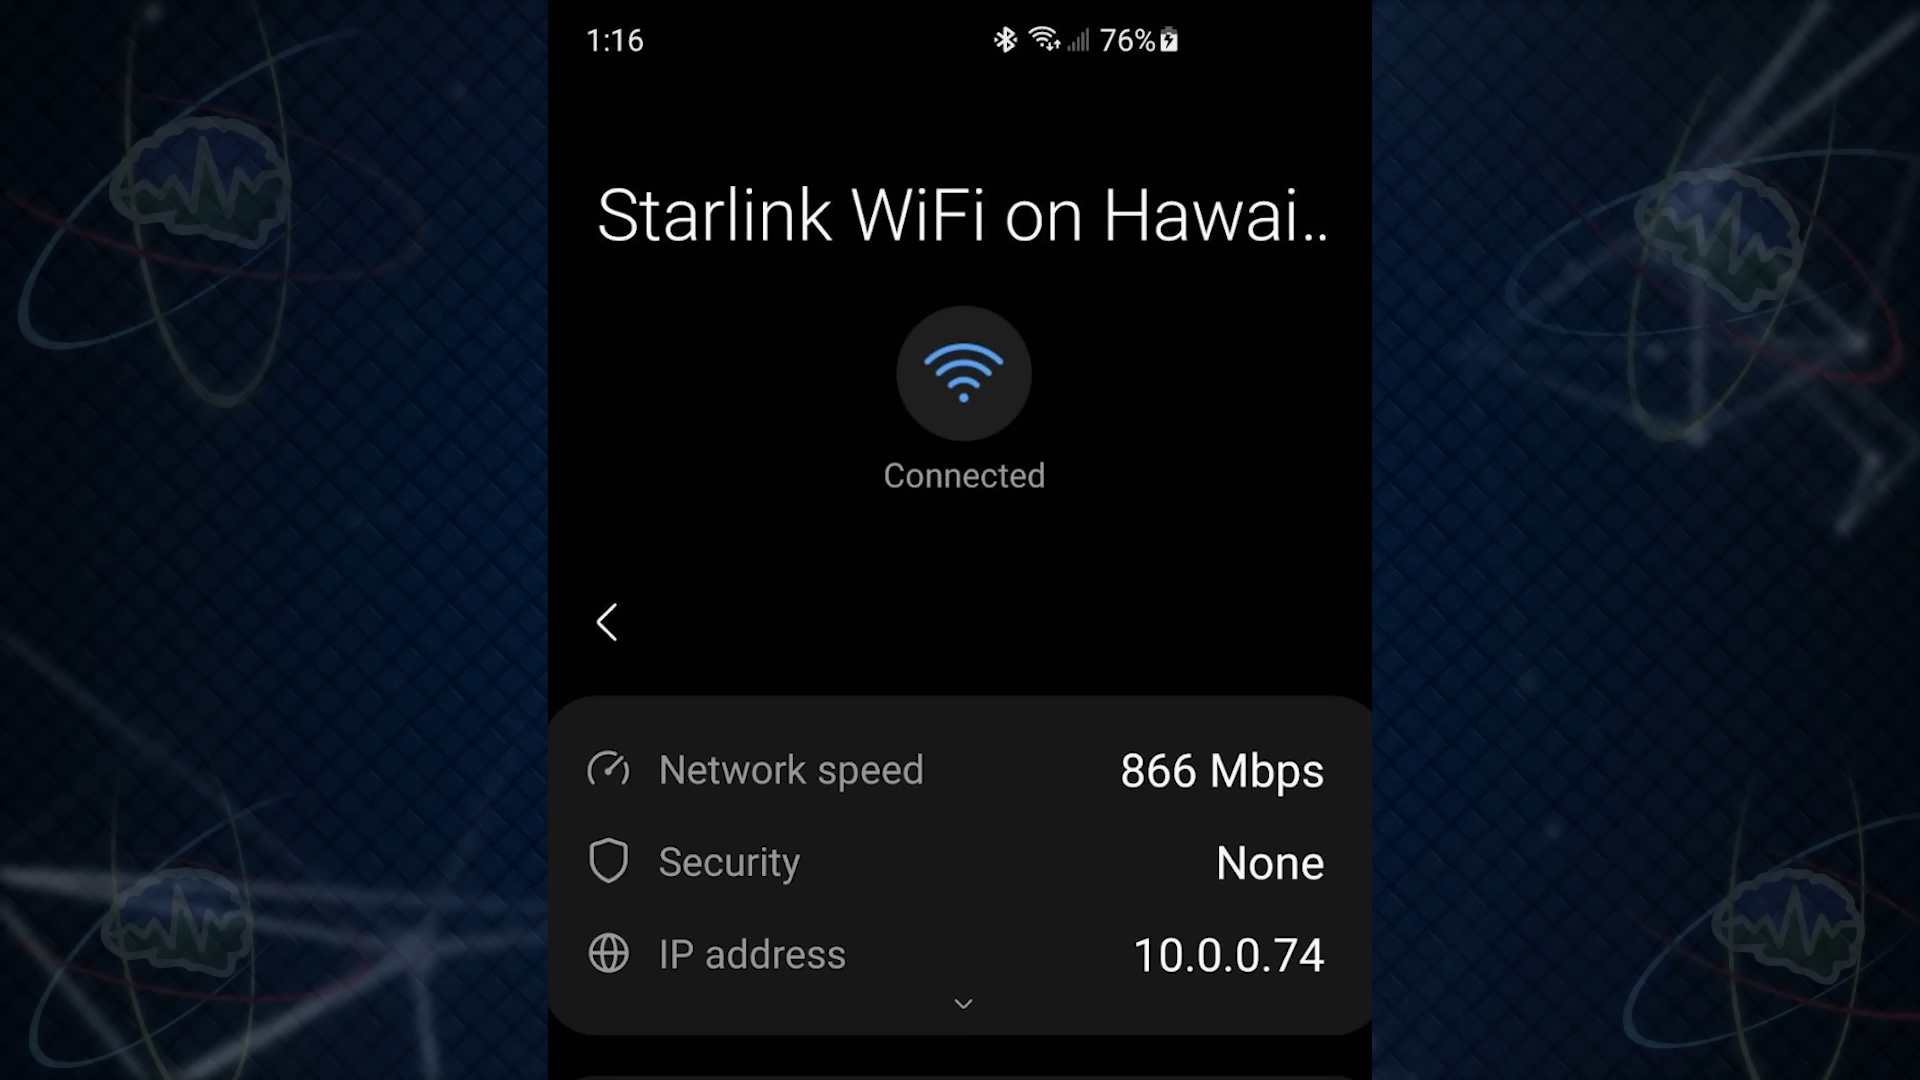 1:16
76%
Starlink WiFi on Hawai..
Connected
Network speed 866 Mbps
Security None
IP address 10.0.0.74